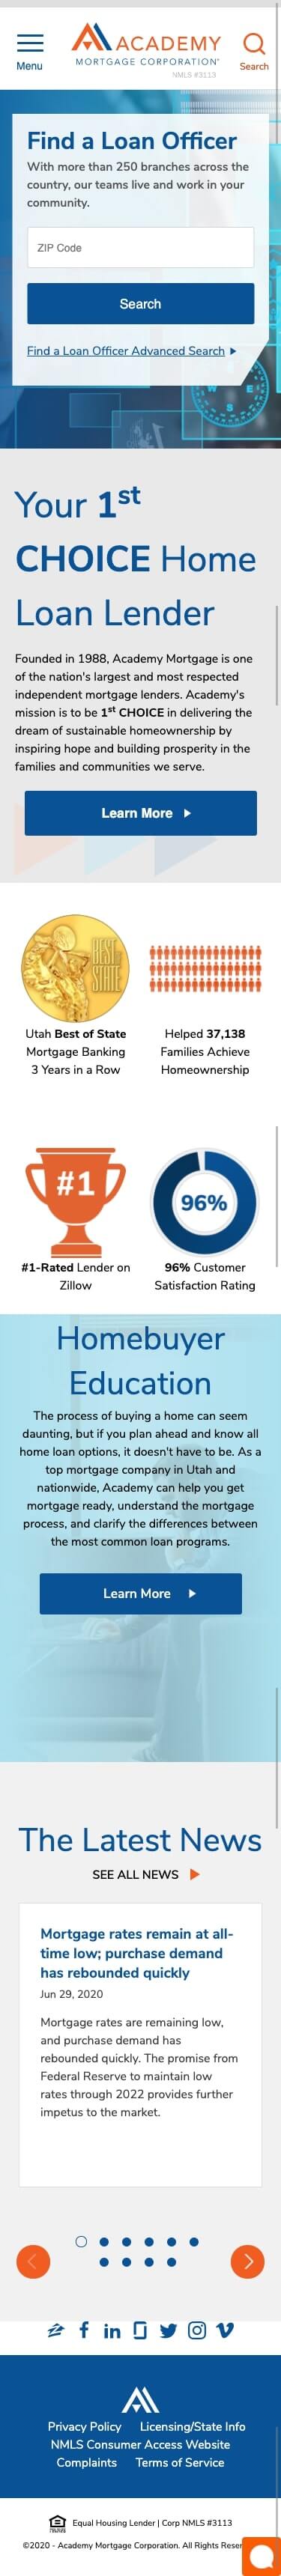 Menu
ACADEMY
MORTGAGE CORPORATION
NMLS #3113
Search
Find a Loan Officer
With more than 250 branches across the
country, our teams live and work in your
community.
ZIP Code
Search
Find a Loan Officer Advanced Search
W E
S
Your 1st
CHOICE Home
Loan Lender
Founded in 1988, Academy Mortgage is one
of the nation's largest and most respected
independent mortgage lenders. Academy's
mission is to be 1st CHOICE in delivering the
dream of sustainable homeownership by
inspiring hope and building prosperity in the
families and communities we serve.
Learn More
BEST
OF
STATE
Utah Best of State
Mortgage Banking
3 Years in a Row
Helped 37,138
Families Achieve
Homeownership
#1
#1-Rated Lender on
Zillow
96%
96% Customer
Satisfaction Rating
Homebuyer
Education
The process of buying a home can seem
daunting, but if you plan ahead and know all
home loan options, it doesn't have to be. As a
top mortgage company in Utah and
nationwide, Academy can help you get
mortgage ready, understand the mortgage
process, and clarify the differences between
the most common loan programs.
Learn More
The Latest News
SEE ALL NEWS
Mortgage rates remain at all-
time low; purchase demand
has rebounded quickly
Jun 29, 2020
Mortgage rates are remaining low,
and purchase demand has
rebounded quickly. The promise from
Federal Reserve to maintain low
rates through 2022 provides further
impetus to the market.
Privacy Policy Licensing/State Info
NMLS Consumer Access Website
Complaints Terms of Service
Equal Housing Lender | Corp NMLS #3113
©2020 - Academy Mortgage Corporation. All Rights Reser